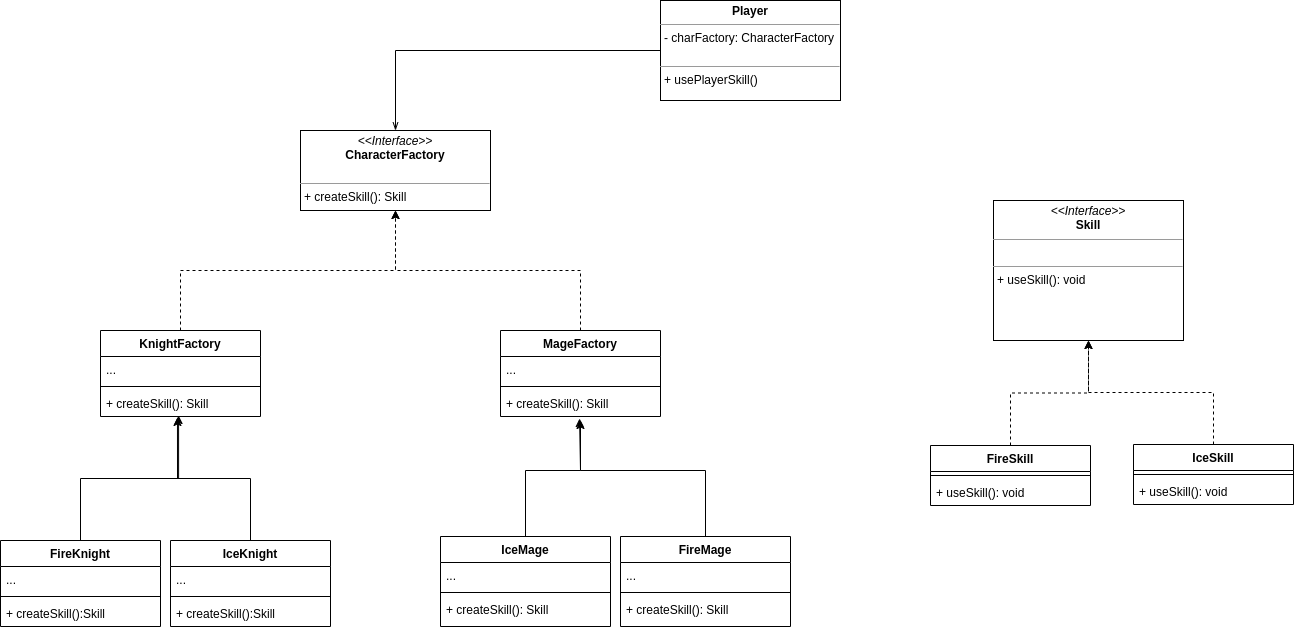 Player
- charFactory: CharacterFactory
+ usePlayerSkill()
<<Interface>>
CharacterFactory
+ createSkill(): Skill
<<Interface>>
Skill
+ useSkill(): void
KnightFactory
...
+ createSkill(): Skill
MageFactory
...
+ createSkill(): Skill
FireSkill
+ useSkill(): void
IceSkill
+ useSkill(): void
FireKnight
...
+ createSkill():Skill
IceKnight
...
+ createSkill():Skill
IceMage
...
+ createSkill(): Skill
FireMage
...
+ createSkill(): Skill